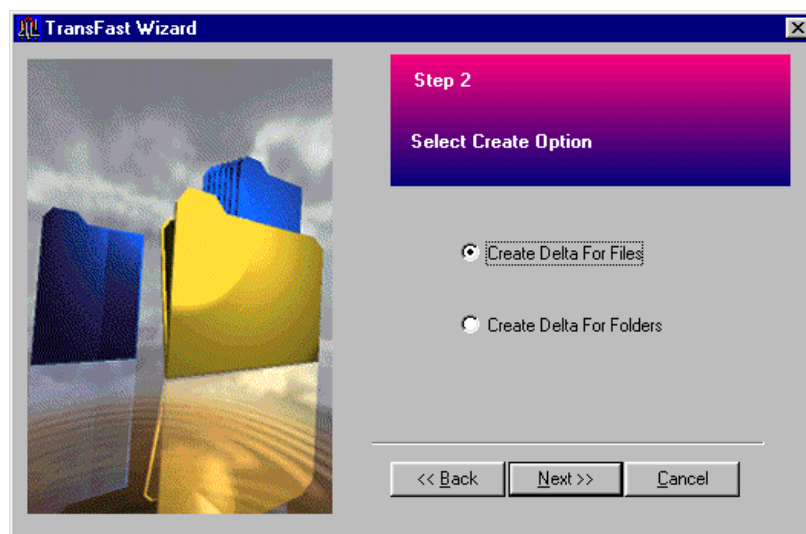 TransFast Wizard
Step 2
Select Create Option
Create Delta For Files
Create Delta For Folders
<< Back
Next >>
Cancel